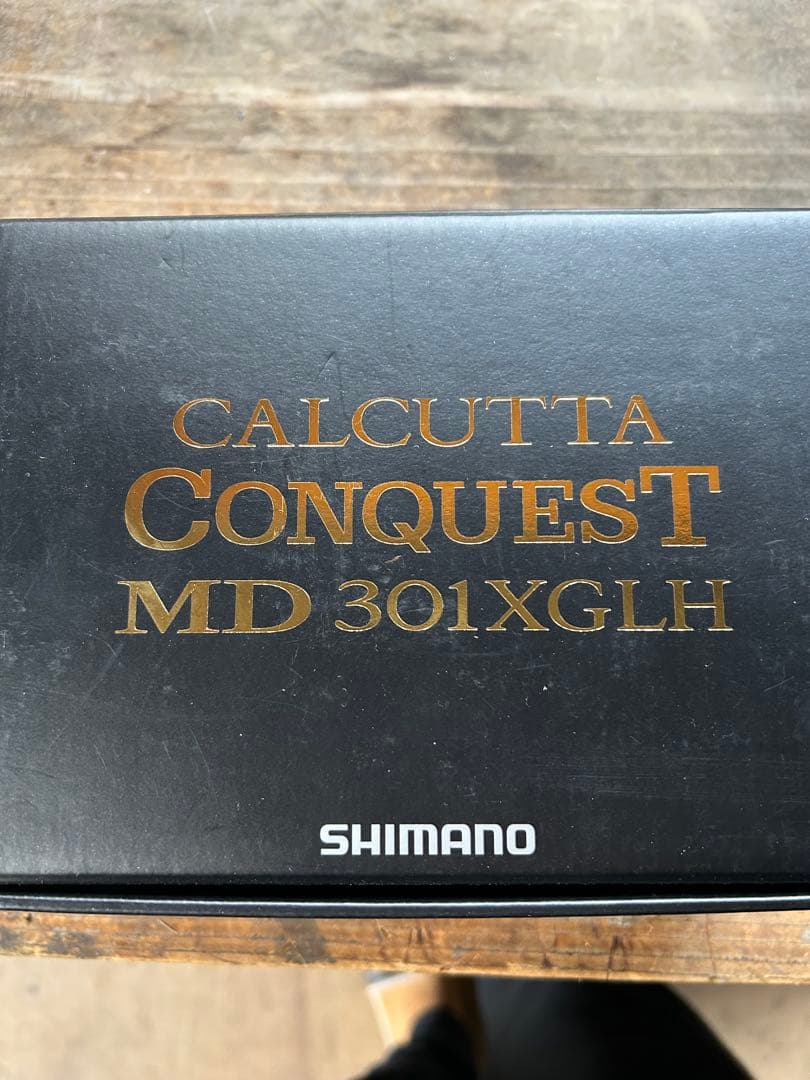 CALCUTTA
CONQUEST
MD 301XGLH
SHIMANO